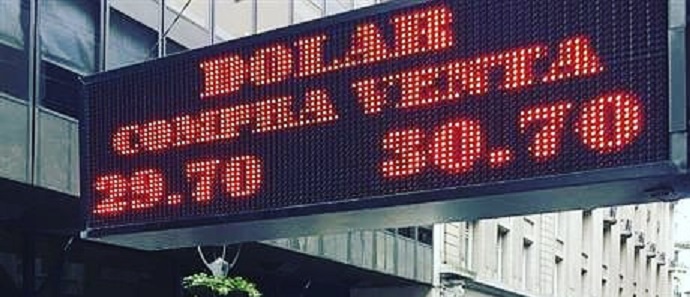 DOLAR
COMPRA VENTA
29.70 30.70